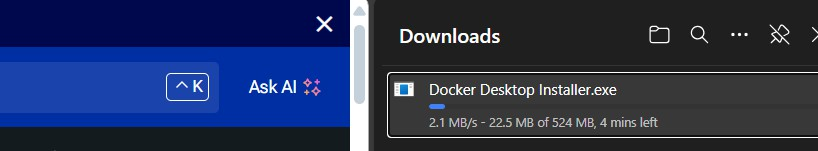 ^ K
Ask AI
Downloads
Docker Desktop Installer.exe
2.1 MB/s - 22.5 MB of 524 MB, 4 mins left